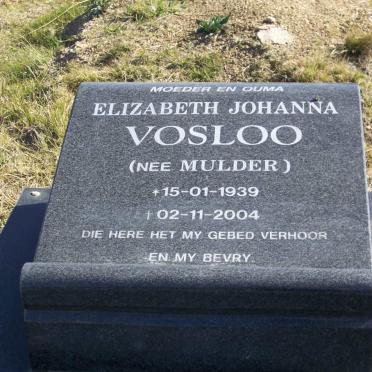 MOEDER EN OUMA
ELIZABETH JOHANNA
VOSLOO
(NEE MULDER)
*15-01-1939
†02-11-2004
DIE HERE HET MY GEBED VERHOOR
EN MY BEVRY